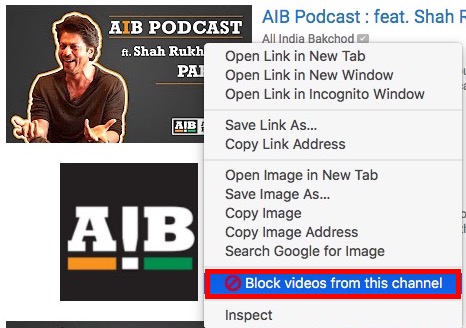 AIB PODCAST
ft. Shah Rukh
PAR
AIB
AIB Podcast : feat. Shah R
All India Bakchod
Open Link in New Tab
Open Link in New Window
Open Link in Incognito Window
Save Link As...
Copy Link Address
Open Image in New Tab
Save Image As...
Copy Image
Copy Image Address
Search Google for Image
Block videos from this channel
Inspect
A!B